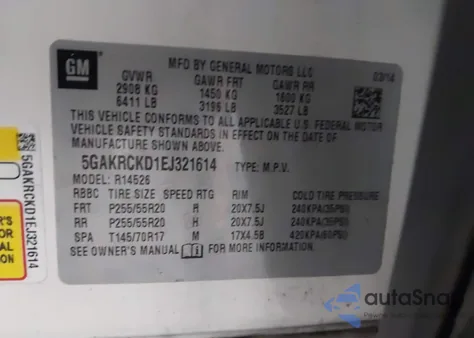 GM
MFD BY GENERAL MOTORS LLC
03/14
GVWR GAWR FRT GAWR RR
2908 KG 1450 KG 1600 KG
6411 LB 3196 LB 3527 LB
THIS VEHICLE CONFORMS TO ALL APPLICABLE U.S. FEDERAL MOTOR
VEHICLE SAFETY STANDARDS IN EFFECT ON THE DATE OF
MANUFACTURE SHOWN ABOVE.
5GAKRCKD1EJ321614 TYPE: M.P.V.
MODEL: R14526
RBBC TIRE SIZE SPEED RTG RIM COLD TIRE PRESSURE
FRT P255/55R20 H 20X7.5J 240KPA(35PSI)
RR P255/55R20 H 20X7.5J 240KPA(35PSI)
SPA T145/70R17 M 17X4.5B 420KPA(60PSI)
SEE OWNER'S MANUAL FOR MORE INFORMATION.
5GAKRCKD1EJ321614
R'S
FOR
AL
ION
autoSnap